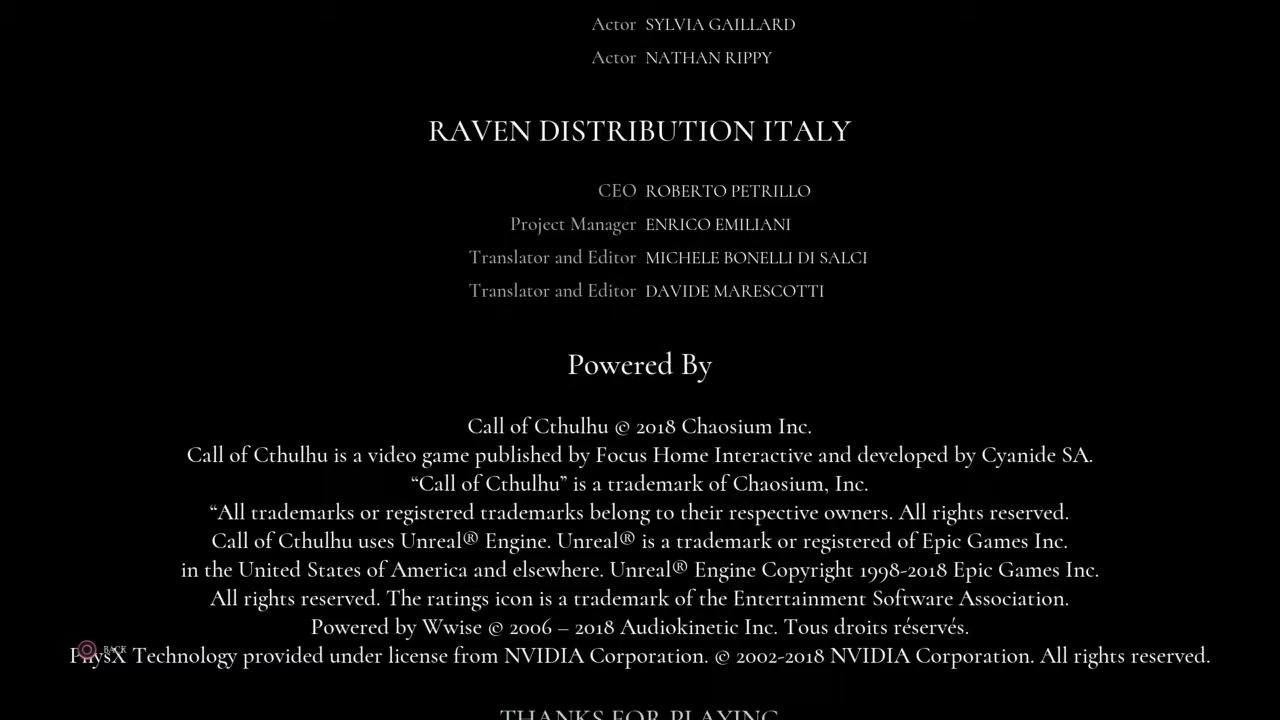 Actor SYLVIA GAILLARD
Actor NATHAN RIPPY
RAVEN DISTRIBUTION ITALY
CEO ROBERTO PETRILLO
Project Manager ENRICO EMILIANI
Translator and Editor MICHELE BONELLI DI SALCI
Translator and Editor DAVIDE MARESCOTTI
Powered By
Call of Cthulhu © 2018 Chaosium Inc.
Call of Cthulhu is a video game published by Focus Home Interactive and developed by Cyanide SA.
“Call of Cthulhu” is a trademark of Chaosium, Inc.
“All trademarks or registered trademarks belong to their respective owners. All rights reserved.
Call of Cthulhu uses Unreal® Engine. Unreal® is a trademark or registered of Epic Games Inc.
in the United States of America and elsewhere. Unreal® Engine Copyright 1998-2018 Epic Games Inc.
All rights reserved. The ratings icon is a trademark of the Entertainment Software Association.
Powered by Wwise © 2006 – 2018 Audiokinetic Inc. Tous droits réservés.
BACK
PhysX Technology provided under license from NVIDIA Corporation. © 2002-2018 NVIDIA Corporation. All rights reserved.
THANKS FOR PLAYING